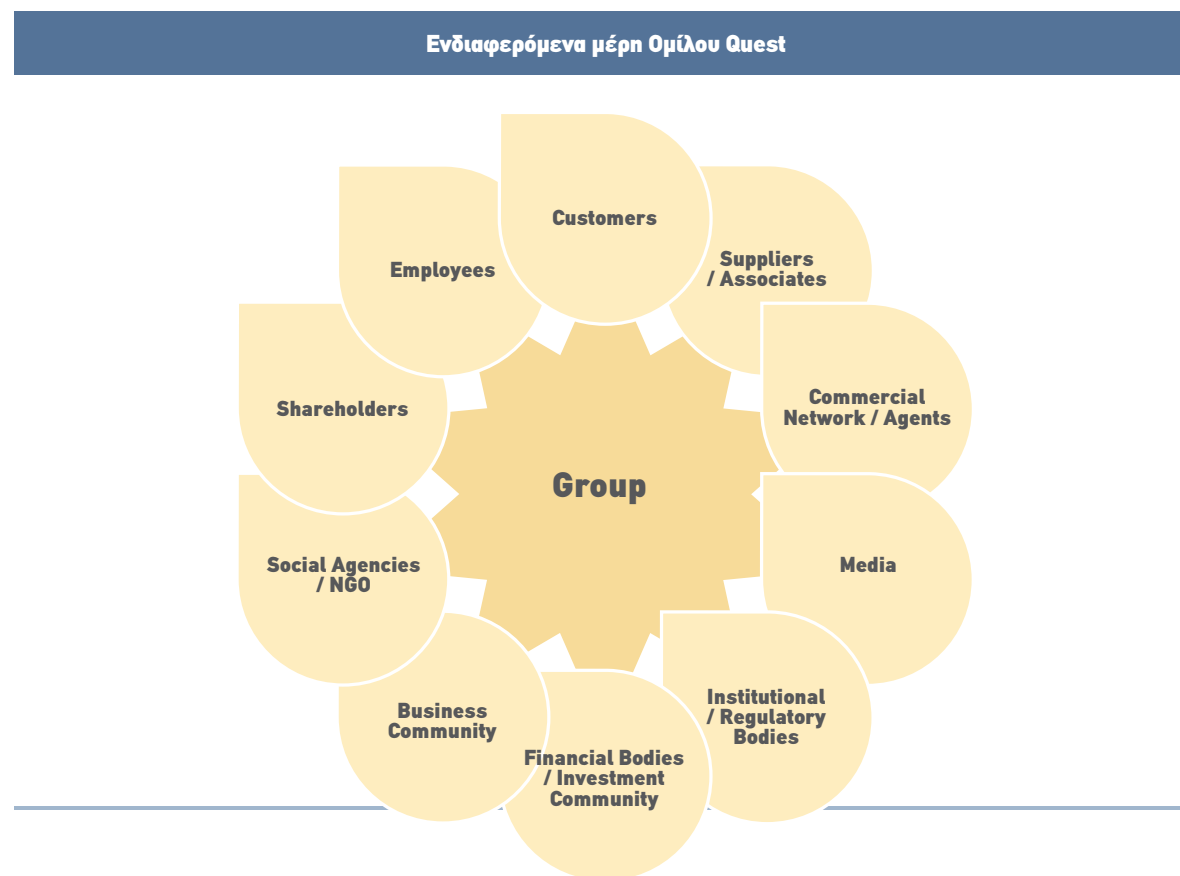 Ενδιαφερόμενα μέρη Ομίλου Quest
Customers
Suppliers
/ Associates
Commercial
Network / Agents
Media
Institutional
/ Regulatory
Bodies
Financial Bodies
/ Investment
Community
Business
Community
Social Agencies
/ NGO
Shareholders
Employees
Group